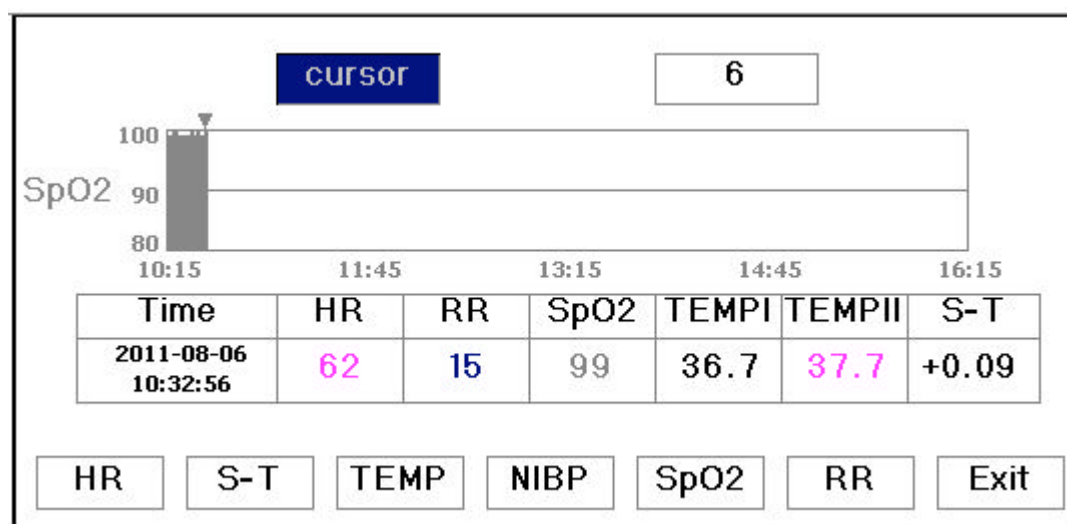 cursor 6
100
SpO2 90
80
10:15 11:45 13:15 14:45 16:15
Time HR RR SpO2 TEMPI TEMPII S-T
2011-08-06
10:32:56 62 15 99 36.7 37.7 +0.09
HR S-T TEMP NIBP SpO2 RR Exit